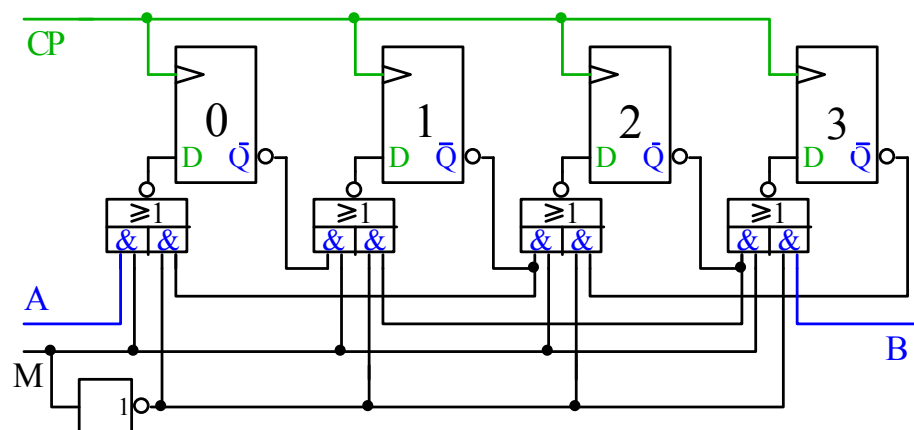 CP
0 1 2 3
D Q̄ D Q̄ D Q̄ D Q̄
≥1 ≥1 ≥1 ≥1
& & & & & & & &
A
B
M
1